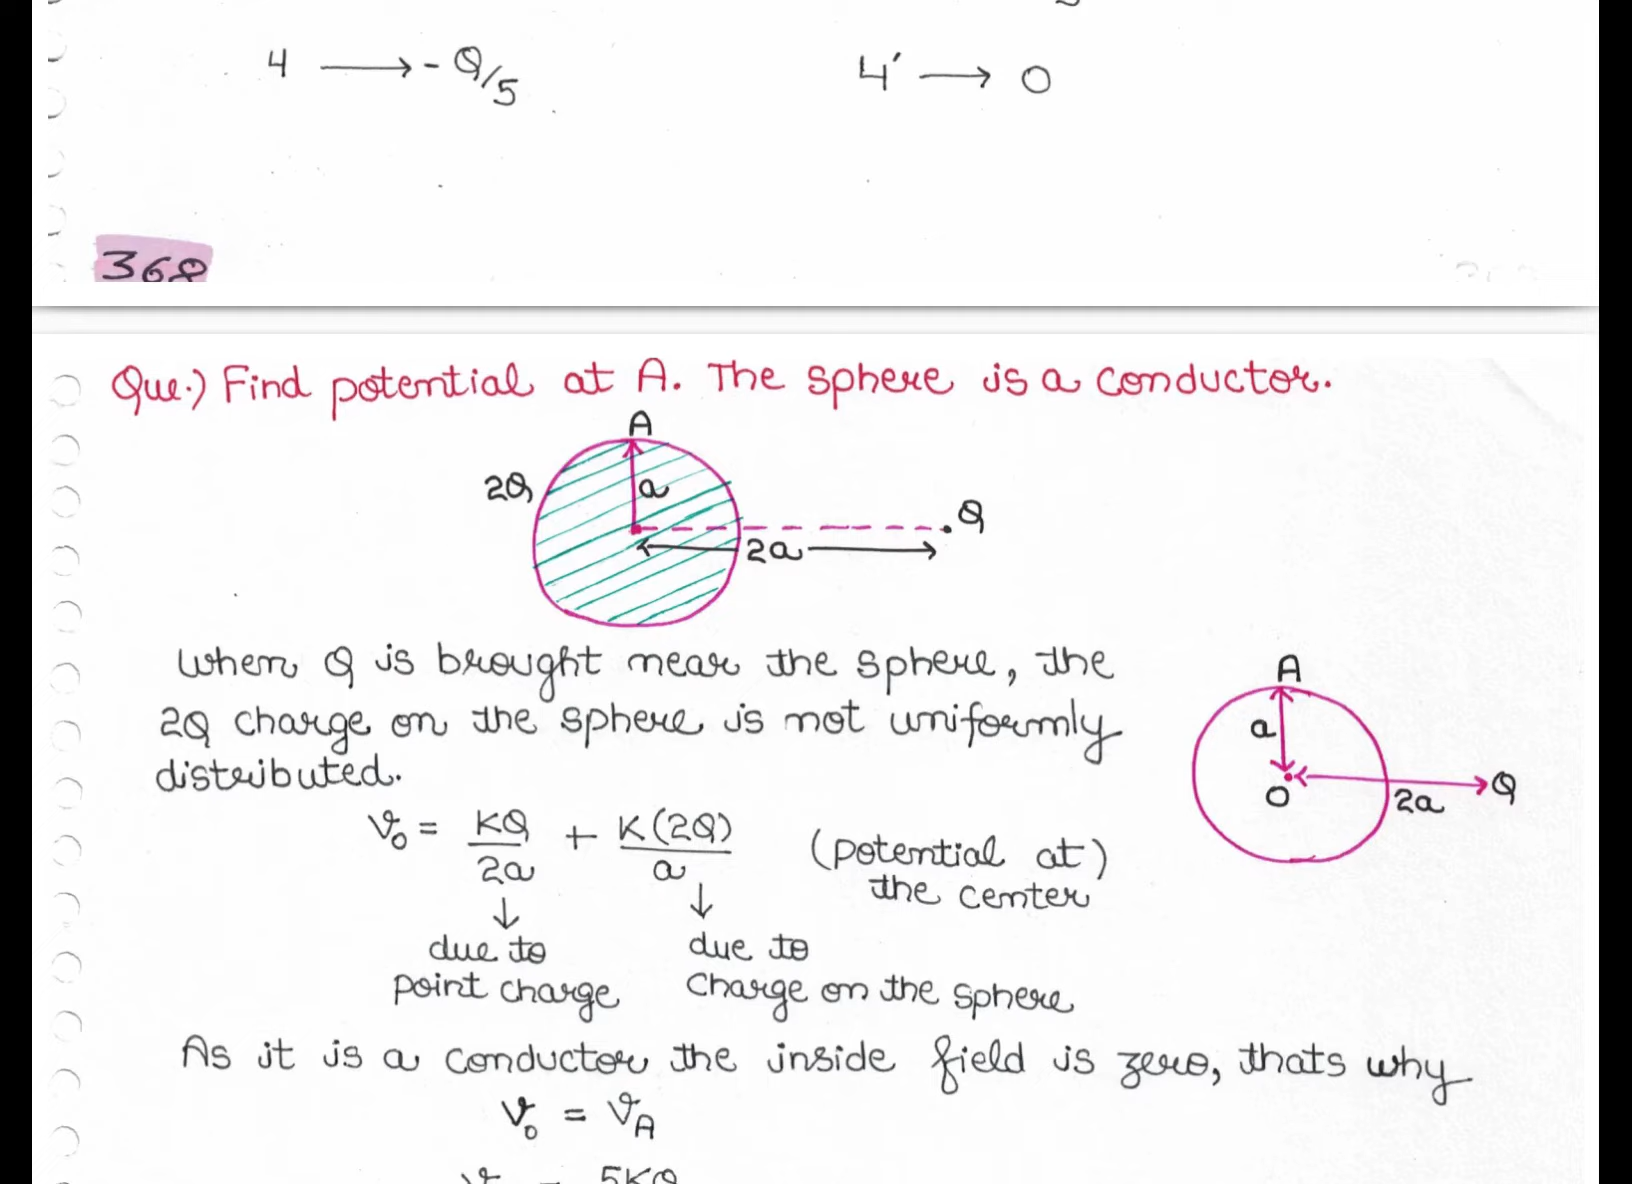 4 ⟶ - Q/5
4′ ⟶ 0
368
Que.) Find potential at A. The sphere is a conductor.
A
2Q
a
.Q
2a
When Q is brought near the sphere, the
2Q charge on the sphere is not uniformly
distributed.
A
a
O
2a
Q
V₀ = KQ/2a + K(2Q)/a (potential at)
the center
↓ ↓
due to due to
point charge Charge on the sphere
As it is a conductor the inside field is zero, thats why
V₀ = V_A